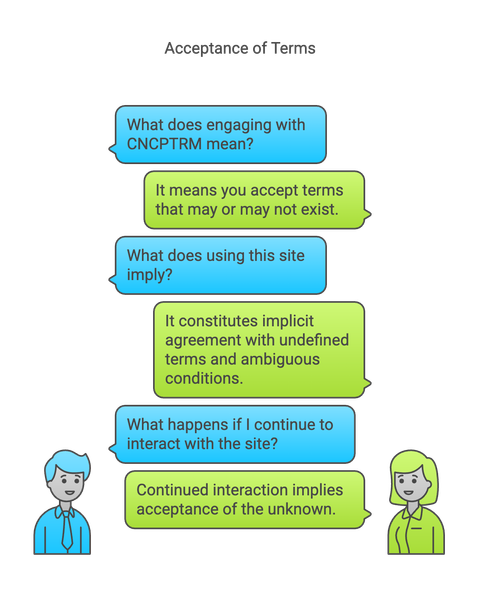 Acceptance of Terms
What does engaging with
CNCPTRM mean?
It means you accept terms
that may or may not exist.
What does using this site
imply?
It constitutes implicit
agreement with undefined
terms and ambiguous
conditions.
What happens if I continue to
interact with the site?
Continued interaction implies
acceptance of the unknown.